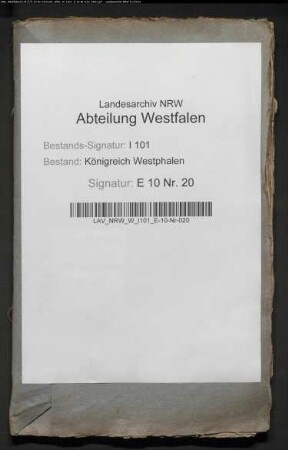 Landesarchiv NRW
Abteilung Westfalen
Bestands-Signatur: I 101
Bestand: Königreich Westphalen
Signatur: E 10 Nr. 20
LAV_NRW_W_I101_E-10-Nr-020